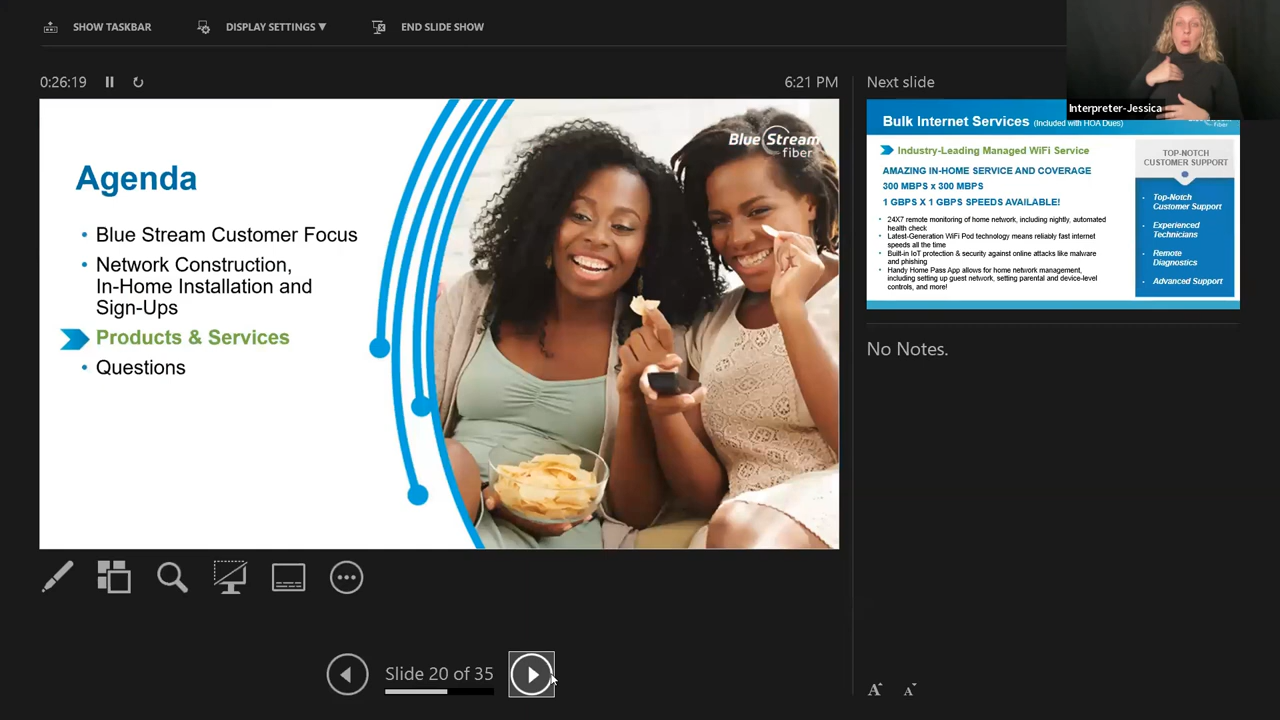 SHOW TASKBAR
DISPLAY SETTINGS ▼
END SLIDE SHOW
0:26:19
6:21 PM
Next slide
Interpreter-Jessica
Blue Stream
fiber
Agenda
• Blue Stream Customer Focus
• Network Construction,
In-Home Installation and
Sign-Ups
Products & Services
• Questions
Bulk Internet Services (Included with HOA Dues)
fiber
Industry-Leading Managed WiFi Service
AMAZING IN-HOME SERVICE AND COVERAGE
300 MBPS x 300 MBPS
1 GBPS X 1 GBPS SPEEDS AVAILABLE!
• 24X7 remote monitoring of home network, including nightly, automated
health check
• Latest-Generation WiFi Pod technology means reliably fast internet
speeds all the time
• Built-in IoT protection & security against online attacks like malware
and phishing
• Handy Home Pass App allows for home network management,
including setting up guest network, setting parental and device-level
controls, and more!
TOP-NOTCH
CUSTOMER SUPPORT
• Top-Notch
Customer Support
• Experienced
Technicians
• Remote
Diagnostics
• Advanced Support
No Notes.
Slide 20 of 35
A A